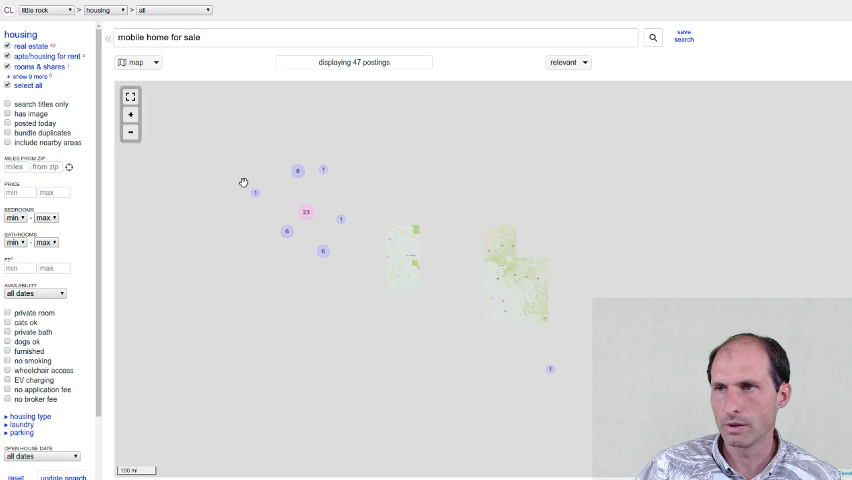 CL little rock > housing > all
housing
real estate 42
apts/housing for rent 4
rooms & shares 1
+ show 9 more 0
select all
search titles only
has image
posted today
bundle duplicates
include nearby areas
MILES FROM ZIP
miles from zip
PRICE
min max
BEDROOMS
min - max
BATHROOMS
min - max
FT²
min max
AVAILABILITY
all dates
private room
cats ok
private bath
dogs ok
furnished
no smoking
wheelchair access
EV charging
no application fee
no broker fee
housing type
laundry
parking
OPEN HOUSE DATE
all dates
reset update search
mobile home for sale
save
search
map
displaying 47 postings
relevant
+
−
8
1
1
23
1
6
6
1
100 mi